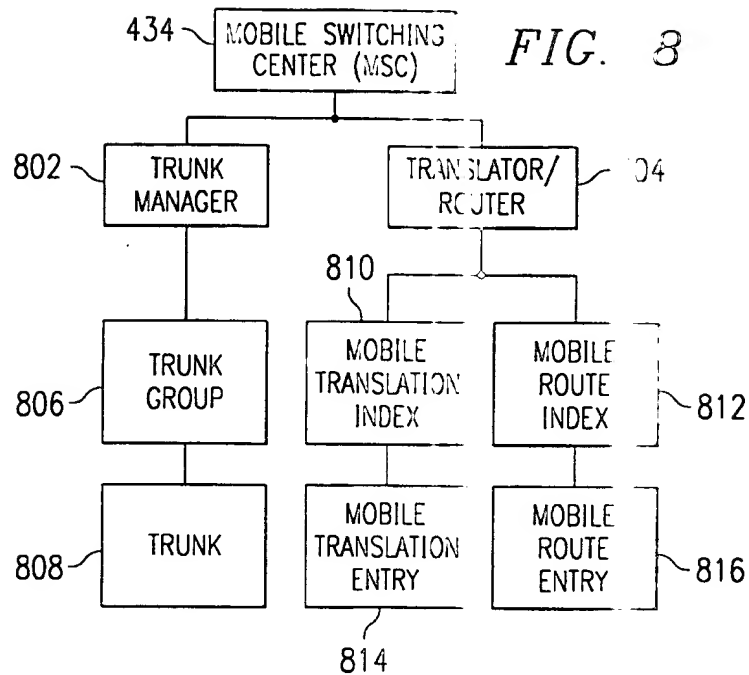 434
MOBILE SWITCHING
CENTER (MSC)
FIG. 8
802
TRUNK
MANAGER
TRANSLATOR/
ROUTER
04
810
806
TRUNK
GROUP
MOBILE
TRANSLATION
INDEX
MOBILE
ROUTE
INDEX
812
808
TRUNK
MOBILE
TRANSLATION
ENTRY
MOBILE
ROUTE
ENTRY
816
814